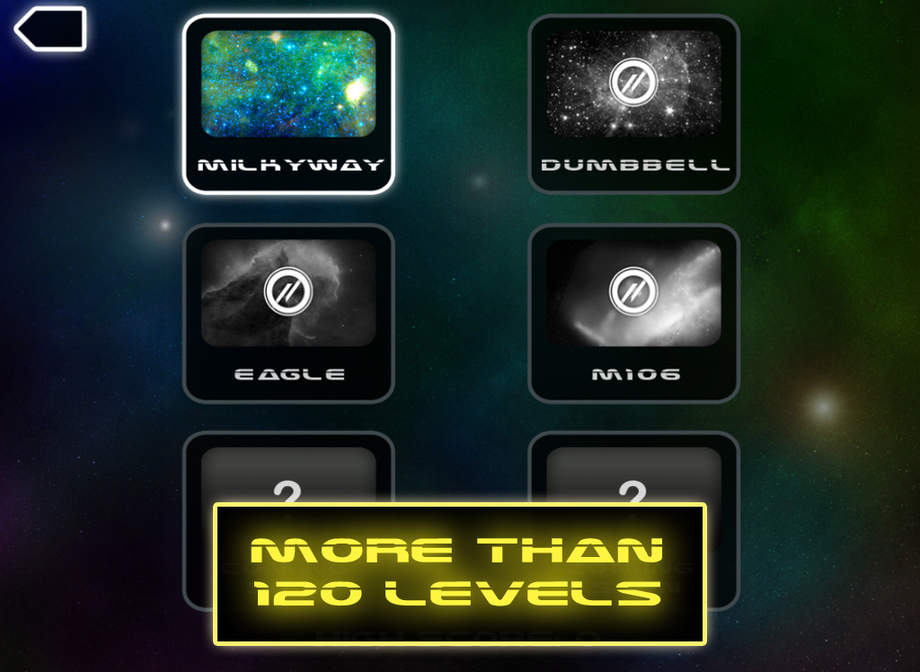 MILKYWAY
DUMBBELL
EAGLE
M106
?
?
MORE THAN
120 LEVELS